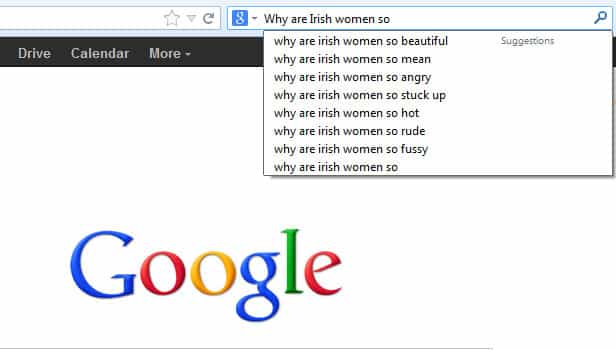 Why are Irish women so
Drive Calendar More
why are irish women so beautiful Suggestions
why are irish women so mean
why are irish women so angry
why are irish women so stuck up
why are irish women so hot
why are irish women so rude
why are irish women so fussy
why are irish women so
Google